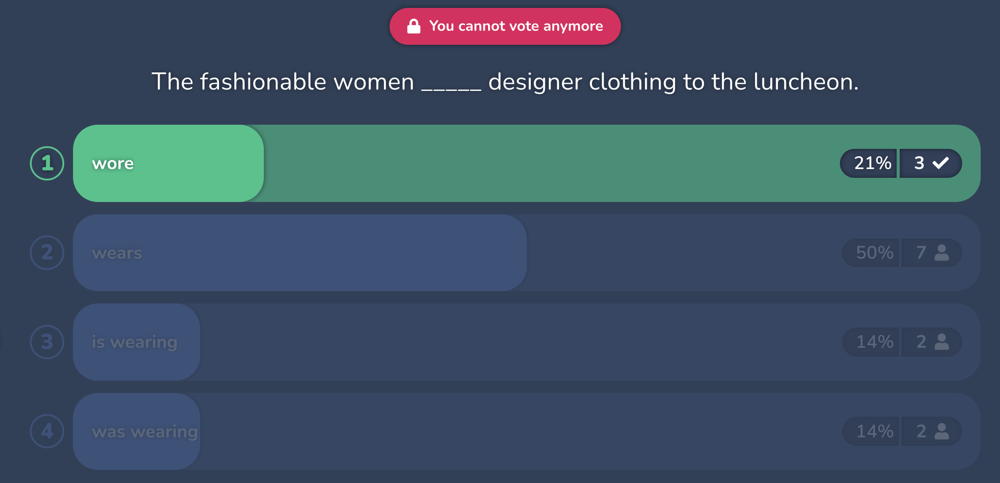 You cannot vote anymore
The fashionable women _____ designer clothing to the luncheon.
1 wore 21% 3
2 wears 50% 7
3 is wearing 14% 2
4 was wearing 14% 2